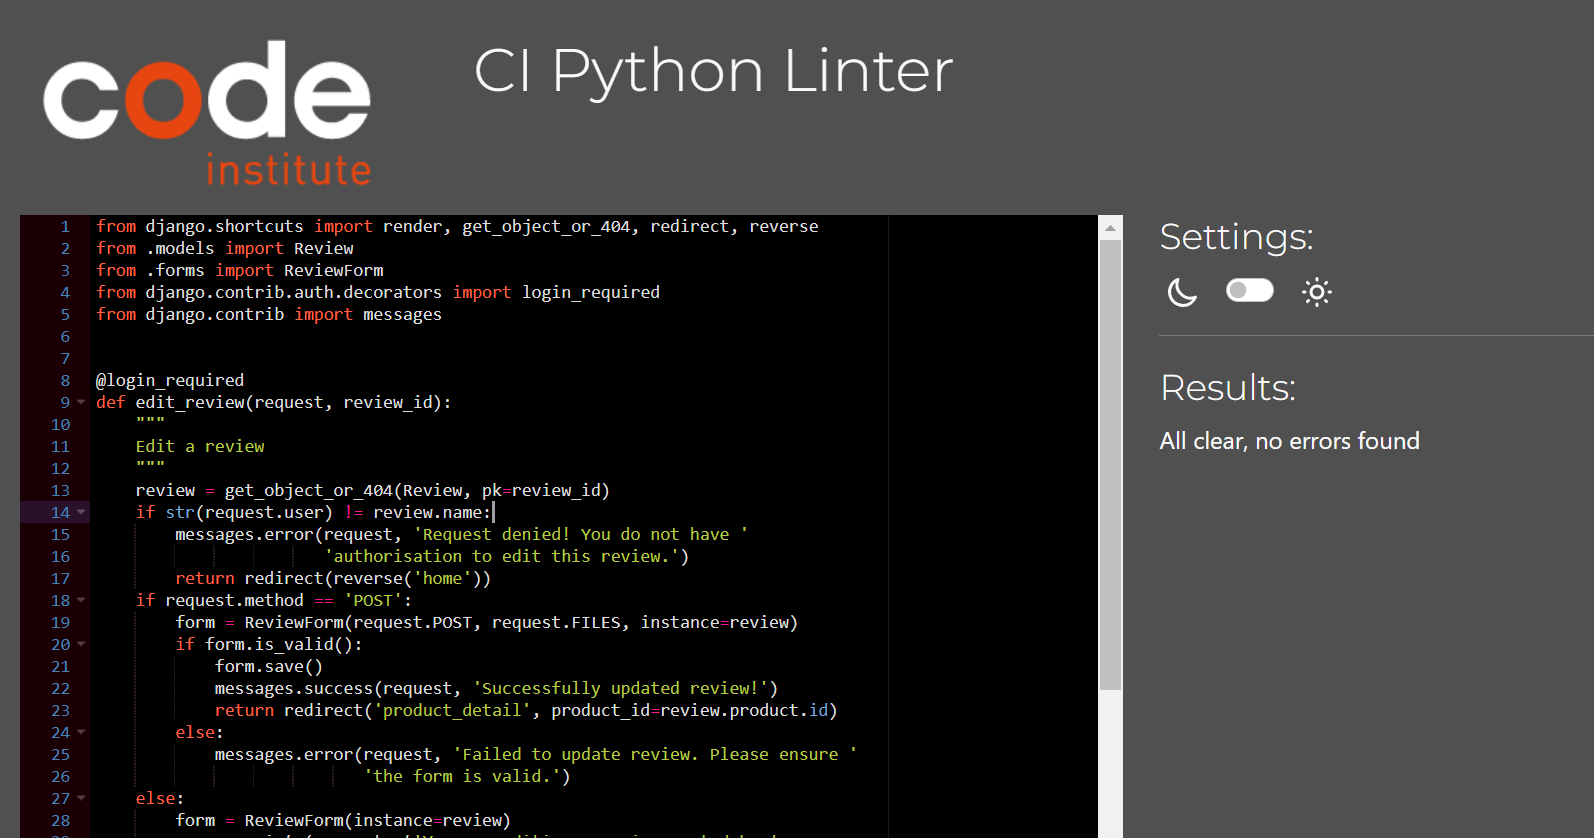 code
institute
CI Python Linter
1 from django.shortcuts import render, get_object_or_404, redirect, reverse
2 from .models import Review
3 from .forms import ReviewForm
4 from django.contrib.auth.decorators import login_required
5 from django.contrib import messages
6
7
8 @login_required
9 def edit_review(request, review_id):
10     """
11     Edit a review
12     """
13     review = get_object_or_404(Review, pk=review_id)
14     if str(request.user) != review.name:
15         messages.error(request, 'Request denied! You do not have '
16                        'authorisation to edit this review.')
17         return redirect(reverse('home'))
18     if request.method == 'POST':
19         form = ReviewForm(request.POST, request.FILES, instance=review)
20         if form.is_valid():
21             form.save()
22             messages.success(request, 'Successfully updated review!')
23             return redirect('product_detail', product_id=review.product.id)
24         else:
25             messages.error(request, 'Failed to update review. Please ensure '
26                            'the form is valid.')
27     else:
28         form = ReviewForm(instance=review)
Settings:
Results:
All clear, no errors found